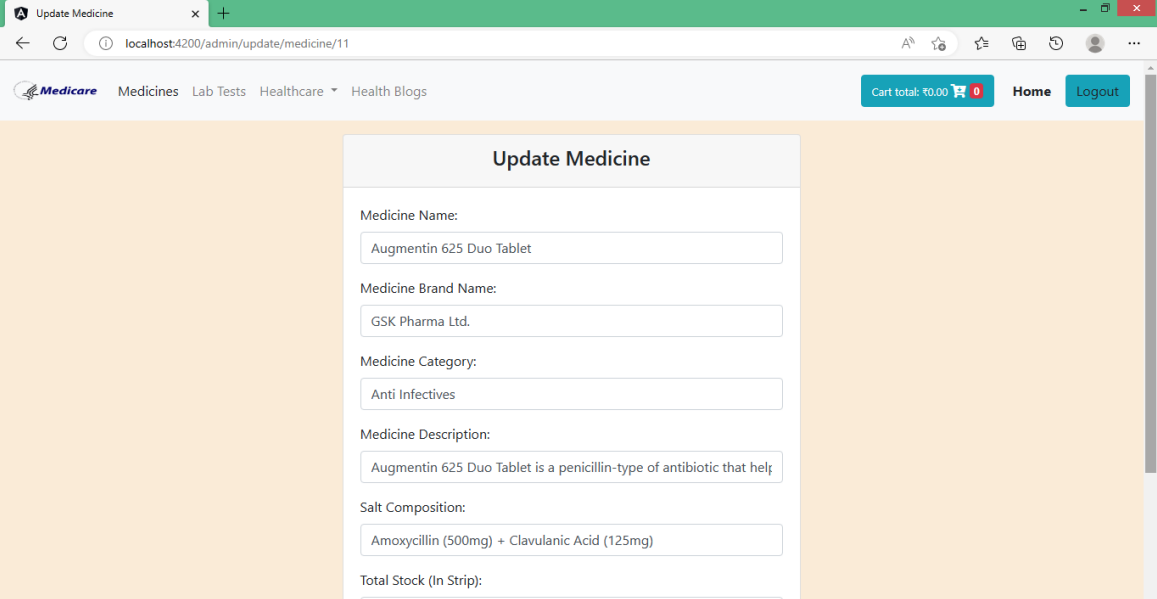 Update Medicine
localhost:4200/admin/update/medicine/11
Medicare Medicines Lab Tests Healthcare Health Blogs Cart total: ₹0.00 0 Home Logout
Update Medicine
Medicine Name:
Augmentin 625 Duo Tablet
Medicine Brand Name:
GSK Pharma Ltd.
Medicine Category:
Anti Infectives
Medicine Description:
Augmentin 625 Duo Tablet is a penicillin-type of antibiotic that help
Salt Composition:
Amoxycillin (500mg) + Clavulanic Acid (125mg)
Total Stock (In Strip):